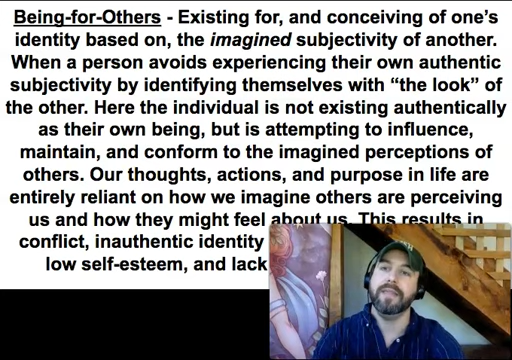 Being-for-Others - Existing for, and conceiving of one's
identity based on, the imagined subjectivity of another.
When a person avoids experiencing their own authentic
subjectivity by identifying themselves with “the look” of
the other. Here the individual is not existing authentically
as their own being, but is attempting to influence,
maintain, and conform to the imagined perceptions of
others. Our thoughts, actions, and purpose in life are
entirely reliant on how we imagine others are perceiving
us and how they might feel about us. This results in
conflict, inauthentic identity
low self-esteem, and lack